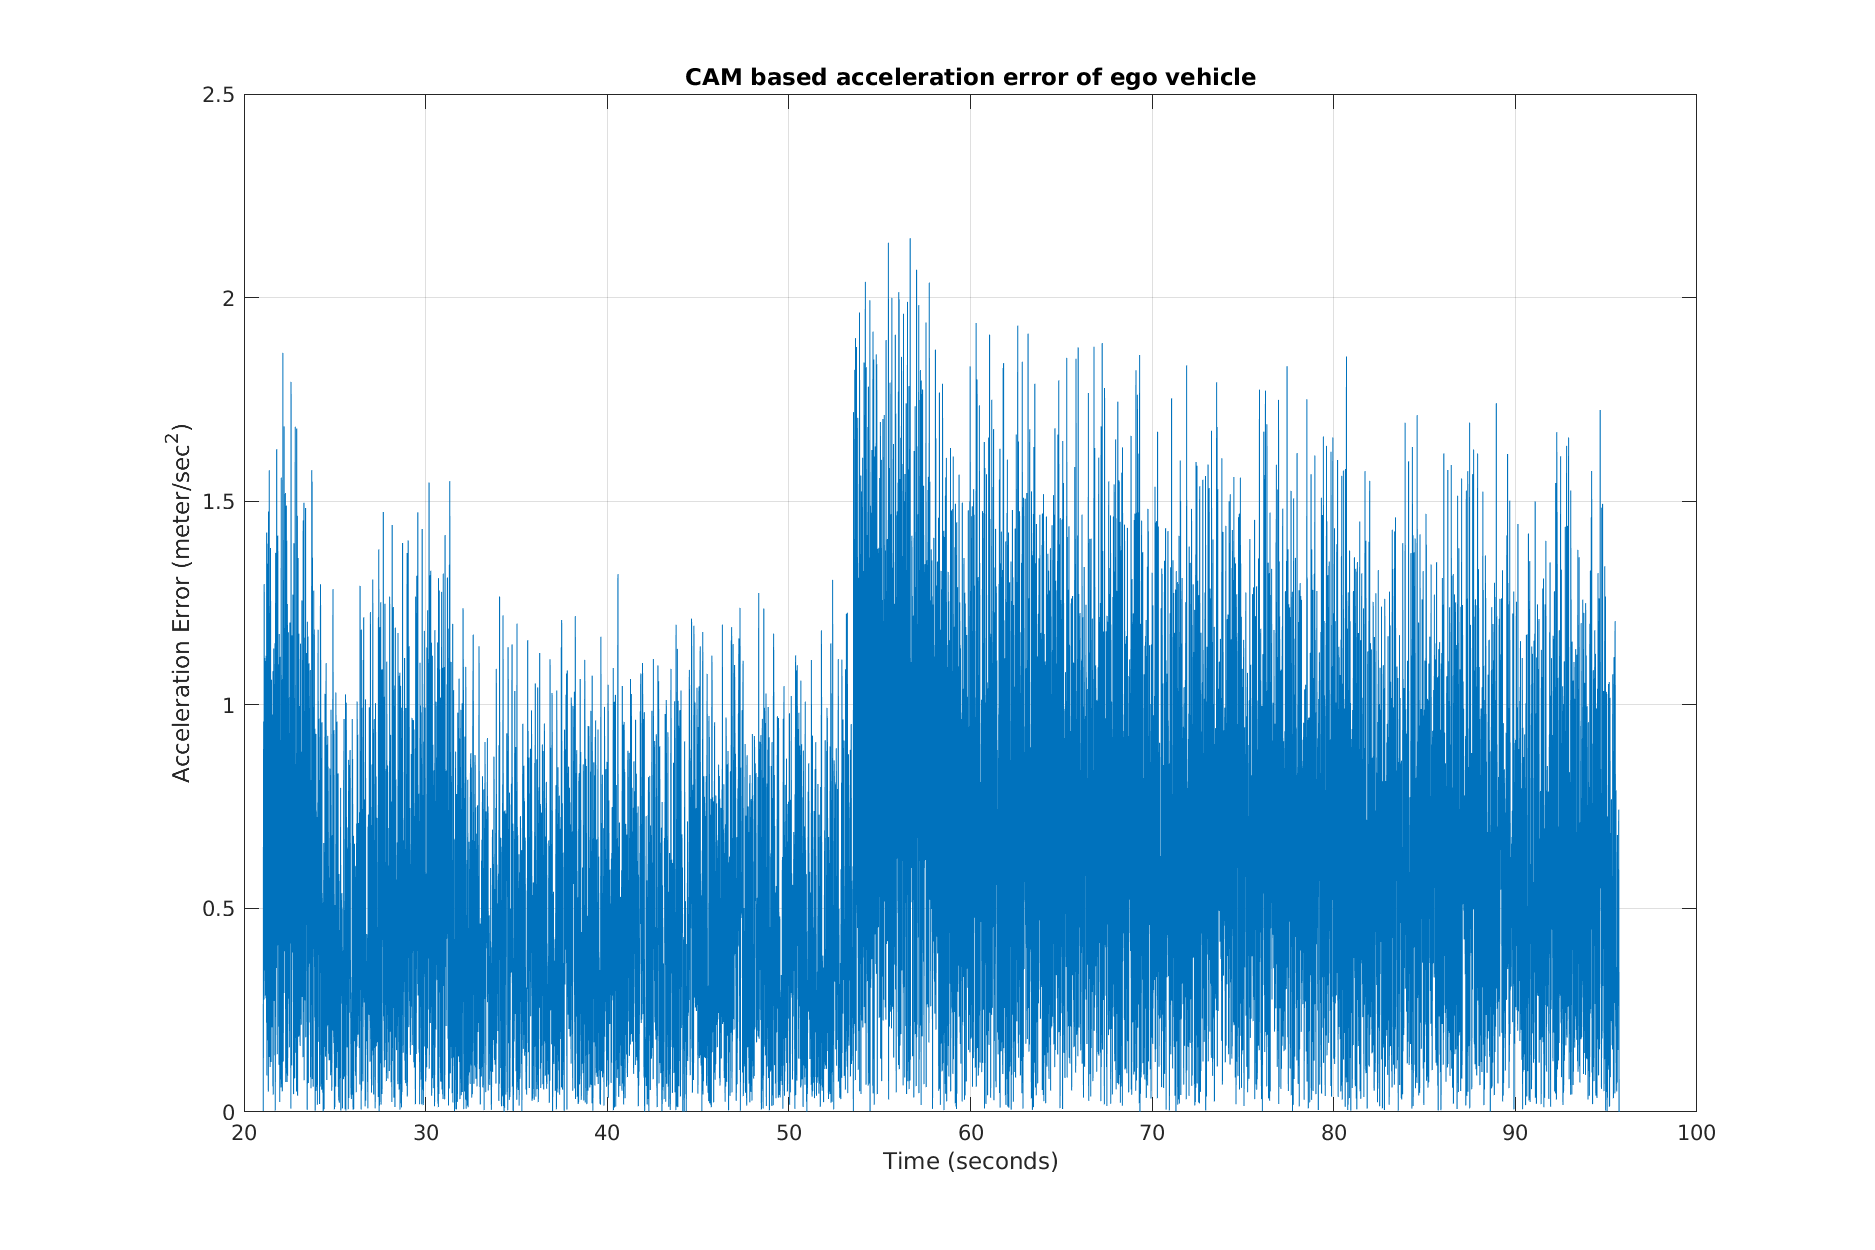 CAM based acceleration error of ego vehicle
2.5
2
1.5
1
0.5
0
Acceleration Error (meter/sec²)
20 30 40 50 60 70 80 90 100
Time (seconds)